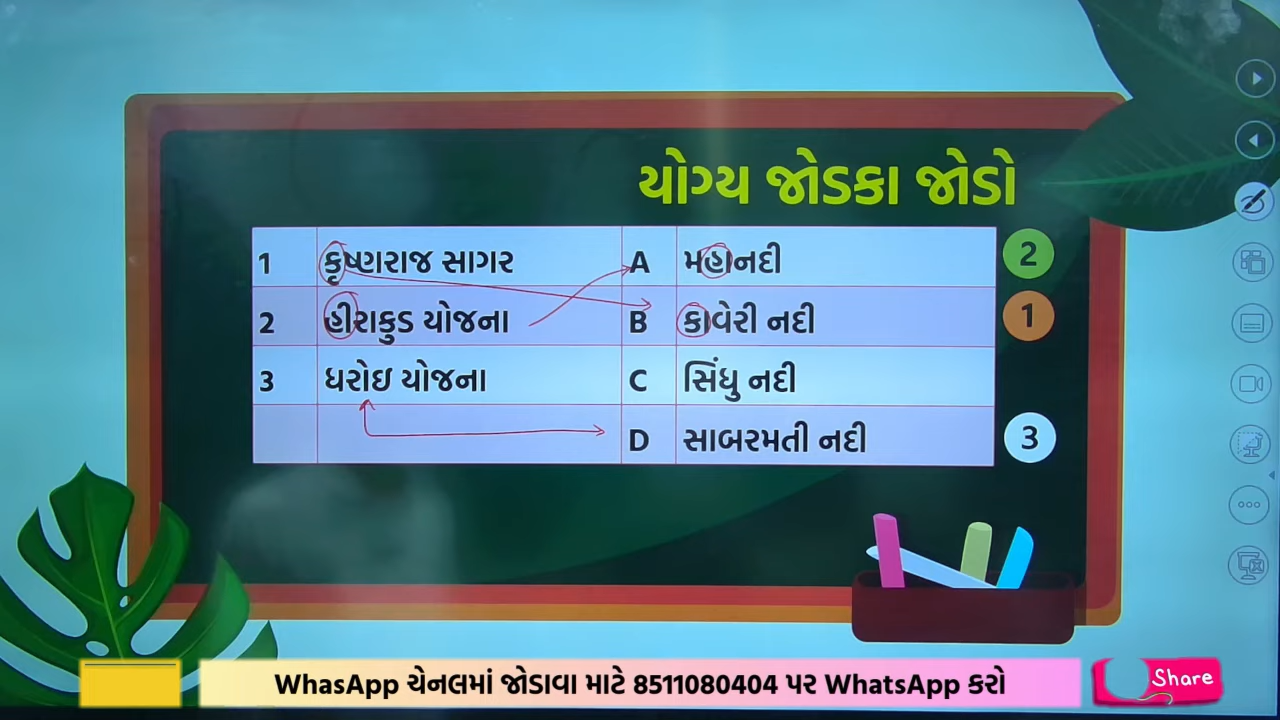 યોગ્ય જોડકા જોડો
1 કૃષ્ણરાજ સાગર A મહાનદી 2
2 હીરાકુડ યોજના B કાવેરી નદી 1
3 ધરોઇ યોજના C સિંધુ નદી
D સાબરમતી નદી 3
WhasApp ચેનલમાં જોડાવા માટે 8511080404 પર WhatsApp કરો
Share